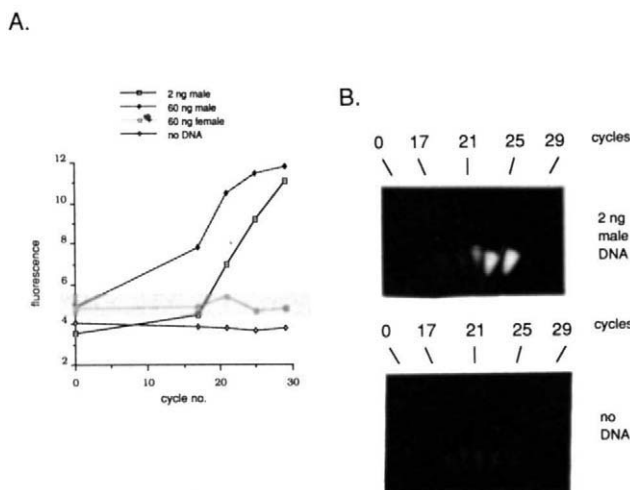 A.
2 ng male
60 ng male
60 ng female
no DNA
12
10
8
6
4
2
fluorescence
0 10 20 30
cycle no.
B.
0 17 21 25 29 cycles
2 ng
male
DNA
0 17 21 25 29 cycles
no
DNA